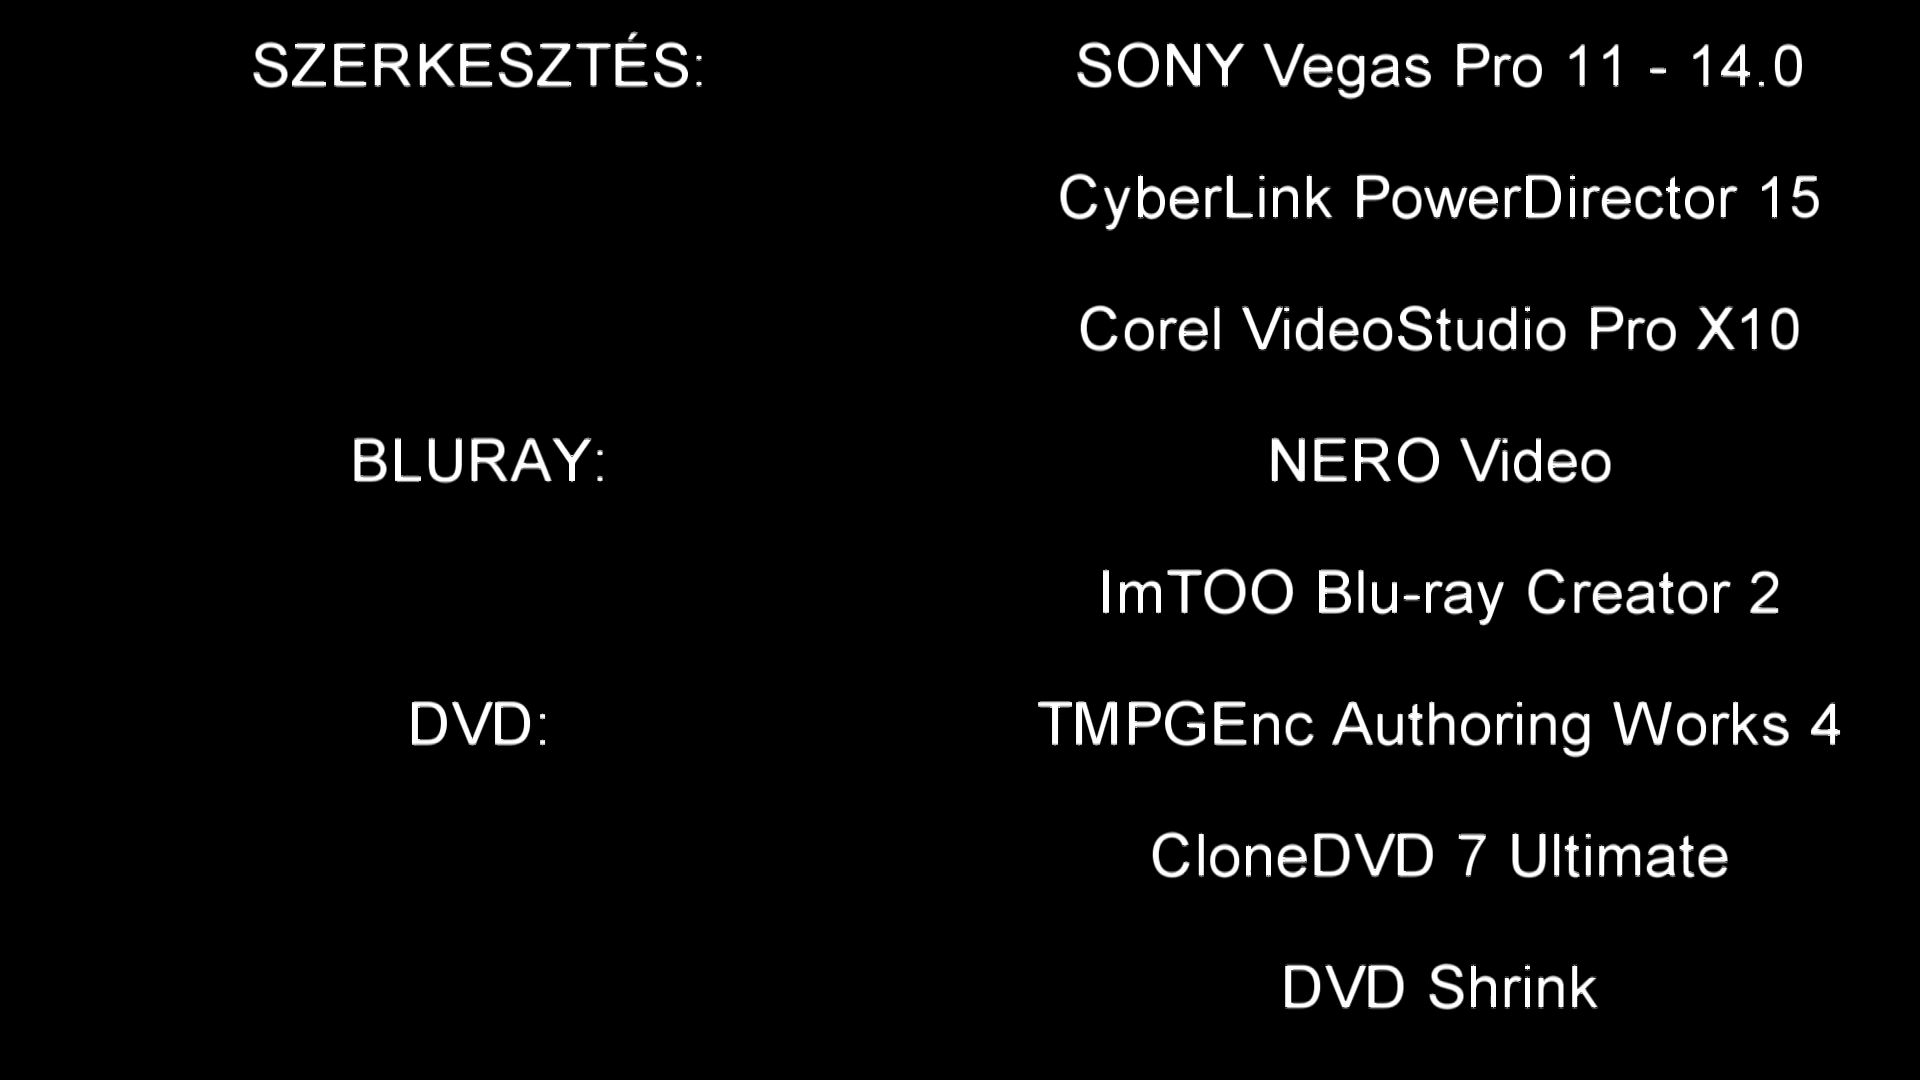 SZERKESZTÉS: SONY Vegas Pro 11 - 14.0
CyberLink PowerDirector 15
Corel VideoStudio Pro X10
BLURAY: NERO Video
ImTOO Blu-ray Creator 2
DVD: TMPGEnc Authoring Works 4
CloneDVD 7 Ultimate
DVD Shrink